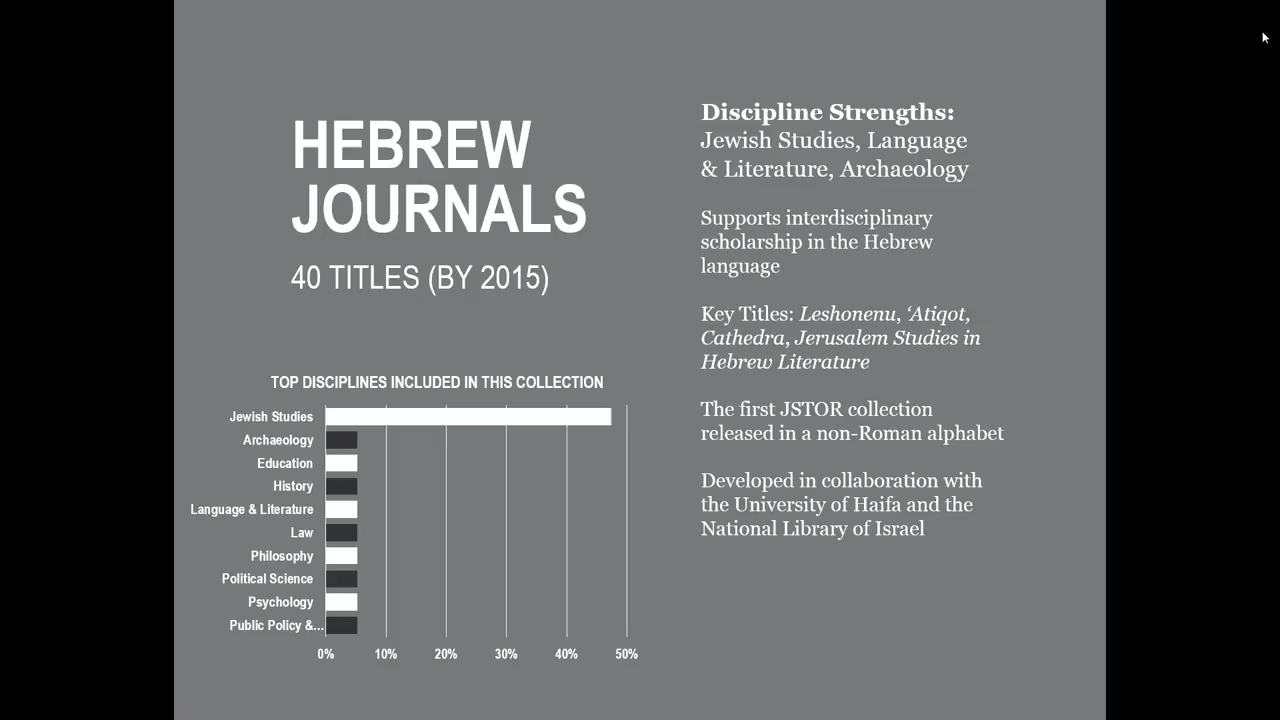 HEBREW
JOURNALS
40 TITLES (BY 2015)
TOP DISCIPLINES INCLUDED IN THIS COLLECTION
Jewish Studies
Archaeology
Education
History
Language & Literature
Law
Philosophy
Political Science
Psychology
Public Policy &...
0% 10% 20% 30% 40% 50%
Discipline Strengths:
Jewish Studies, Language
& Literature, Archaeology
Supports interdisciplinary
scholarship in the Hebrew
language
Key Titles: Leshonenu, ‘Atiqot,
Cathedra, Jerusalem Studies in
Hebrew Literature
The first JSTOR collection
released in a non-Roman alphabet
Developed in collaboration with
the University of Haifa and the
National Library of Israel